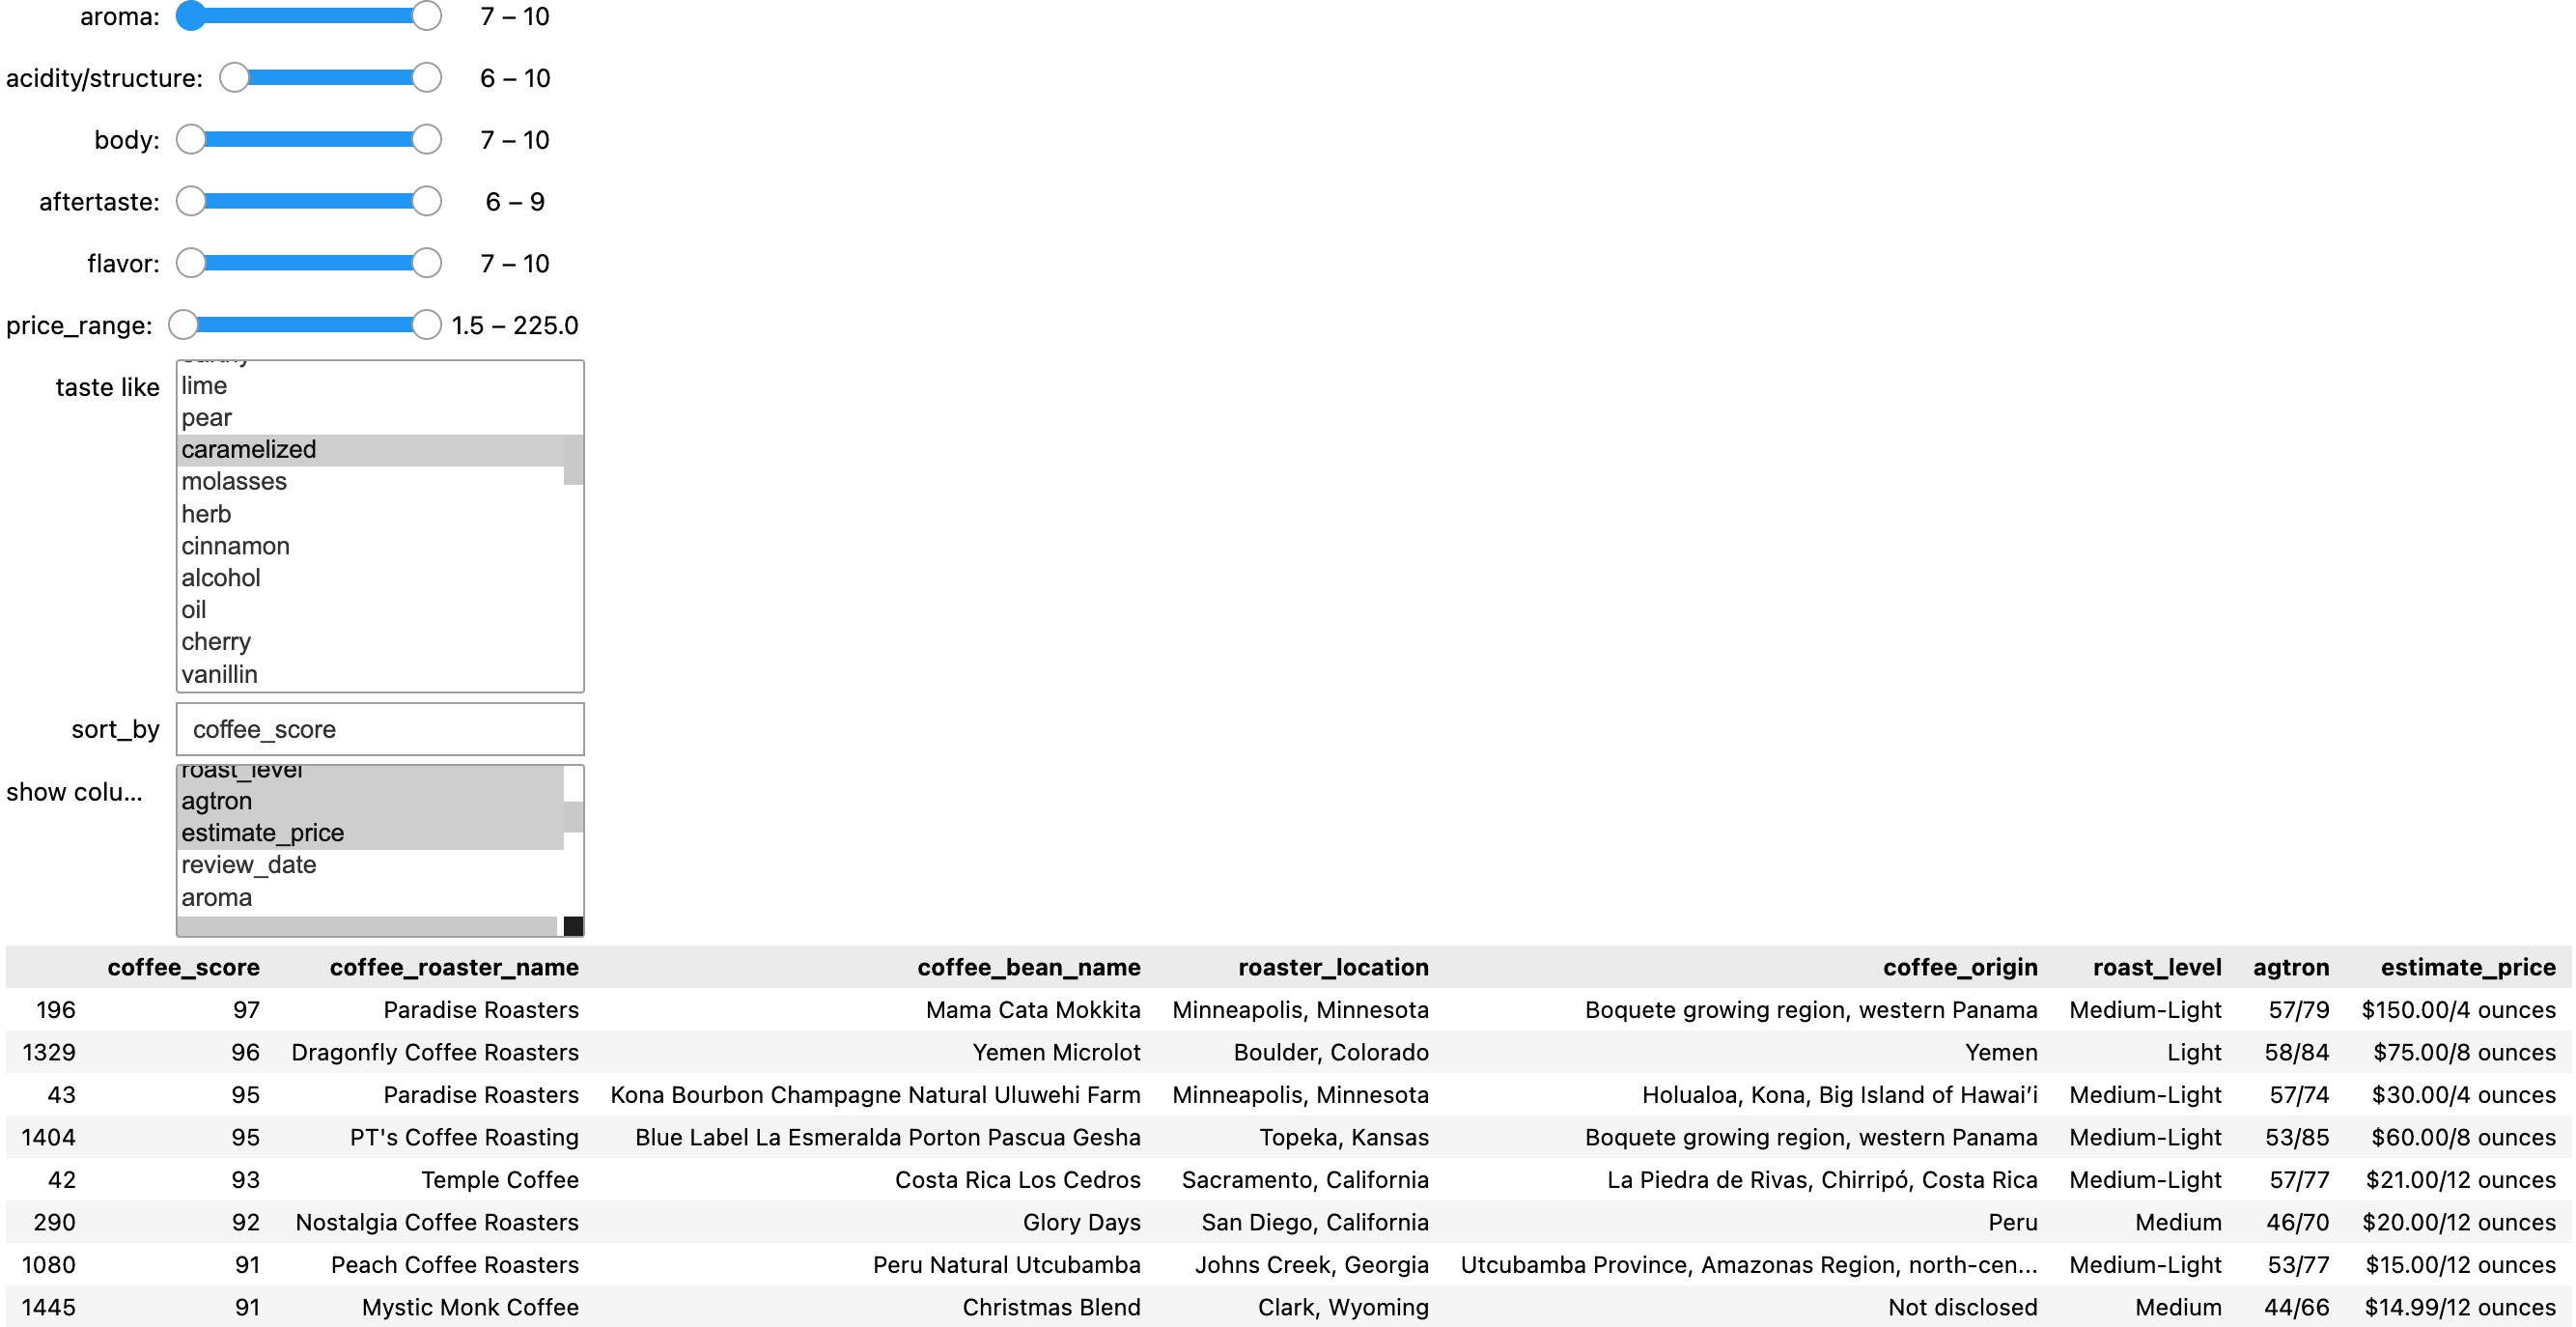 aroma: 7 – 10
acidity/structure: 6 – 10
body: 7 – 10
aftertaste: 6 – 9
flavor: 7 – 10
price_range: 1.5 – 225.0
taste like
lime
pear
caramelized
molasses
herb
cinnamon
alcohol
oil
cherry
vanillin
sort_by coffee_score
show colu...
roast_level
agtron
estimate_price
review_date
aroma
coffee_score coffee_roaster_name coffee_bean_name roaster_location coffee_origin roast_level agtron estimate_price
196 97 Paradise Roasters Mama Cata Mokkita Minneapolis, Minnesota Boquete growing region, western Panama Medium-Light 57/79 $150.00/4 ounces
1329 96 Dragonfly Coffee Roasters Yemen Microlot Boulder, Colorado Yemen Light 58/84 $75.00/8 ounces
43 95 Paradise Roasters Kona Bourbon Champagne Natural Uluwehi Farm Minneapolis, Minnesota Holualoa, Kona, Big Island of Hawai’i Medium-Light 57/74 $30.00/4 ounces
1404 95 PT's Coffee Roasting Blue Label La Esmeralda Porton Pascua Gesha Topeka, Kansas Boquete growing region, western Panama Medium-Light 53/85 $60.00/8 ounces
42 93 Temple Coffee Costa Rica Los Cedros Sacramento, California La Piedra de Rivas, Chirripó, Costa Rica Medium-Light 57/77 $21.00/12 ounces
290 92 Nostalgia Coffee Roasters Glory Days San Diego, California Peru Medium 46/70 $20.00/12 ounces
1080 91 Peach Coffee Roasters Peru Natural Utcubamba Johns Creek, Georgia Utcubamba Province, Amazonas Region, north-cen... Medium-Light 53/77 $15.00/12 ounces
1445 91 Mystic Monk Coffee Christmas Blend Clark, Wyoming Not disclosed Medium 44/66 $14.99/12 ounces